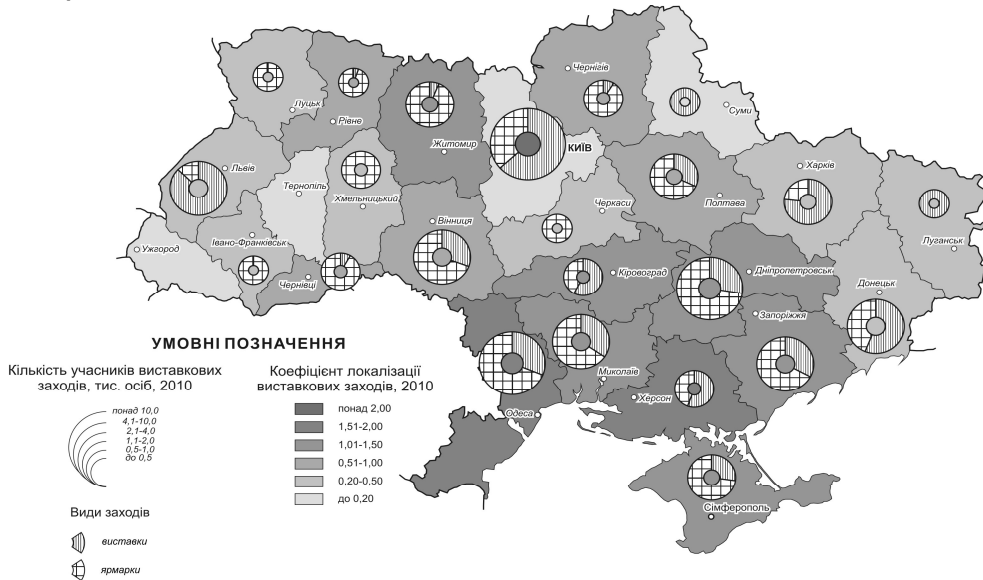 Чернігів
Суми
Луцьк
Рівне
Житомир
КИЇВ
Львів
Харків
Тернопіль
Хмельницький
Полтава
Черкаси
Вінниця
Івано-Франківськ
Ужгород
Луганськ
Чернівці
Кіровоград
Дніпропетровськ
Донецьк
Запоріжжя
Миколаїв
Херсон
Одеса
Сімферополь
УМОВНІ ПОЗНАЧЕННЯ
Кількість учасників виставкових
заходів, тис. осіб, 2010
понад 10,0
4,1-10,0
2,1-4,0
1,1-2,0
0,5-1,0
до 0,5
Коефіцієнт локалізації
виставкових заходів, 2010
понад 2,00
1,51-2,00
1,01-1,50
0,51-1,00
0.20-0.50
до 0,20
Види заходів
виставки
ярмарки